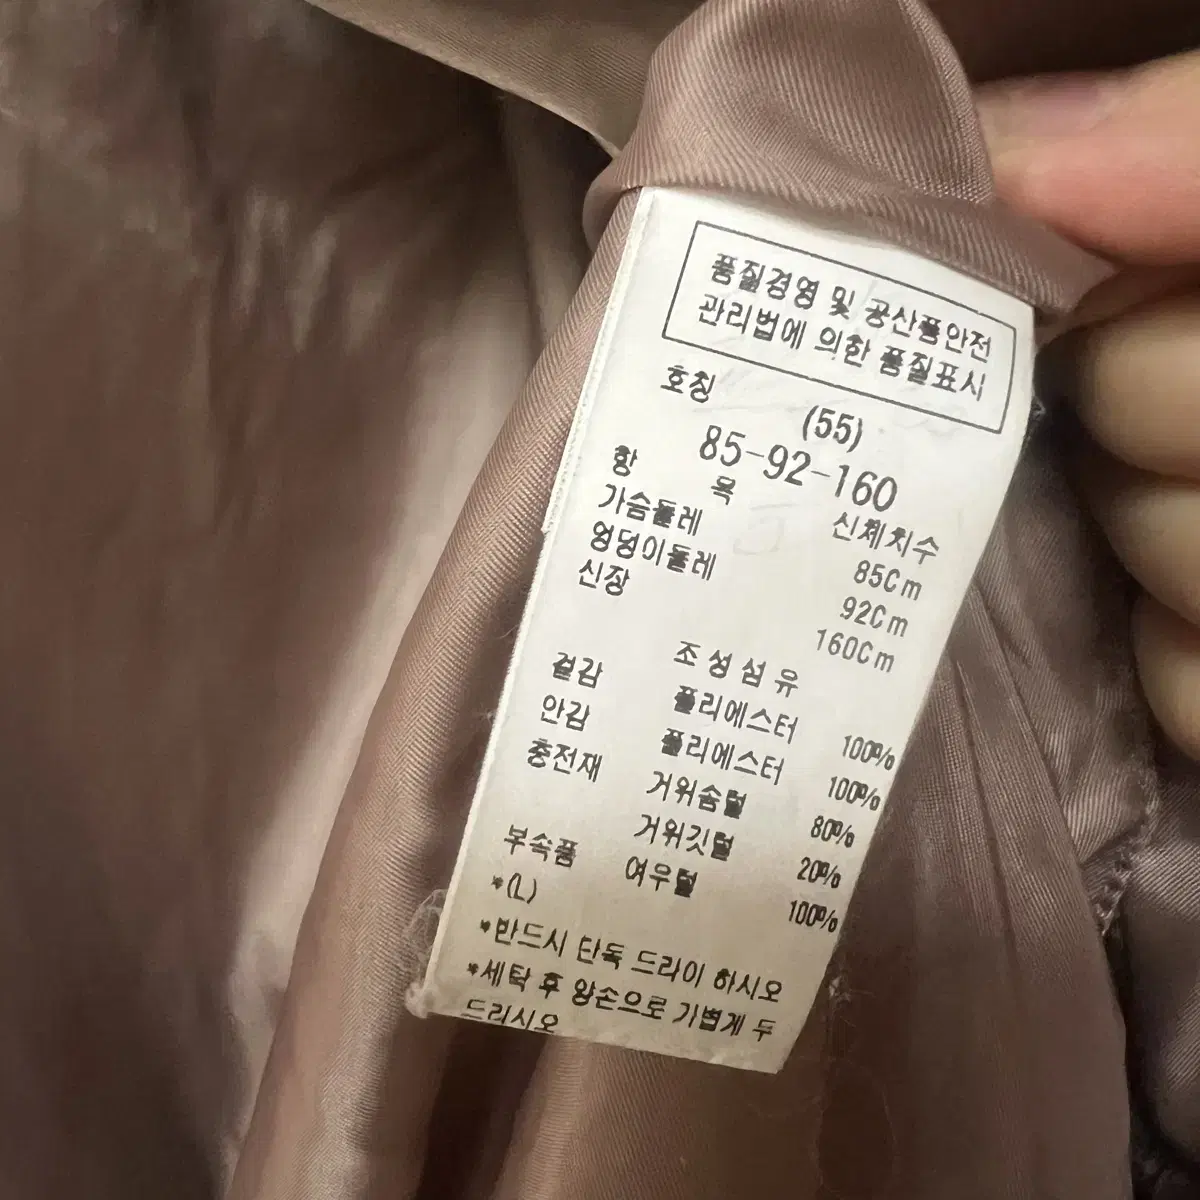 품질경영 및 공산품안전
관리법에 의한 품질표시
호칭 (55)
85-92-160
항 목 신체치수
가슴둘레 85Cm
엉덩이둘레 92Cm
신장 160Cm
조성섬유
겉감 폴리에스터 100%
안감 폴리에스터 100%
충전재 거위솜털 80%
거위깃털 20%
부속품 여우털 100%
*(L)
*반드시 단독 드라이 하시오
*세탁 후 양손으로 가볍게 두
드리시오